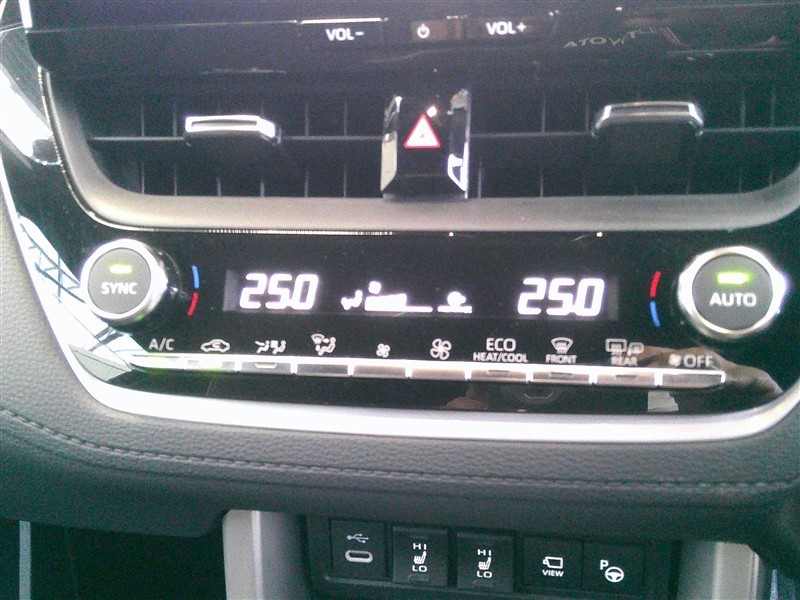 VOL- VOL+
SYNC 25.0 25.0 AUTO
A/C ECO HEAT/COOL FRONT REAR OFF
HI HI
LO LO VIEW P